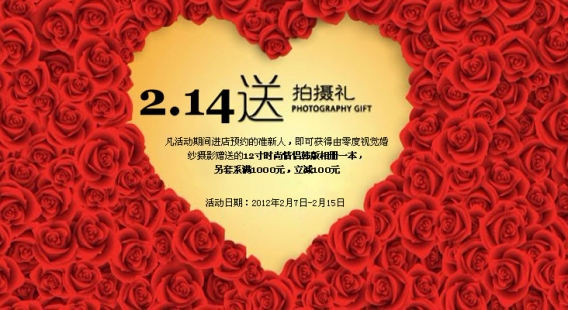 2.14送 拍摄礼
PHOTOGRAPHY GIFT
凡活动期间进店预约的准新人，即可获得由零度视觉婚
纱摄影赠送的12寸时尚情侣韩版相册一本，
另套系满1000元，立减100元
活动日期：2012年2月7日-2月15日